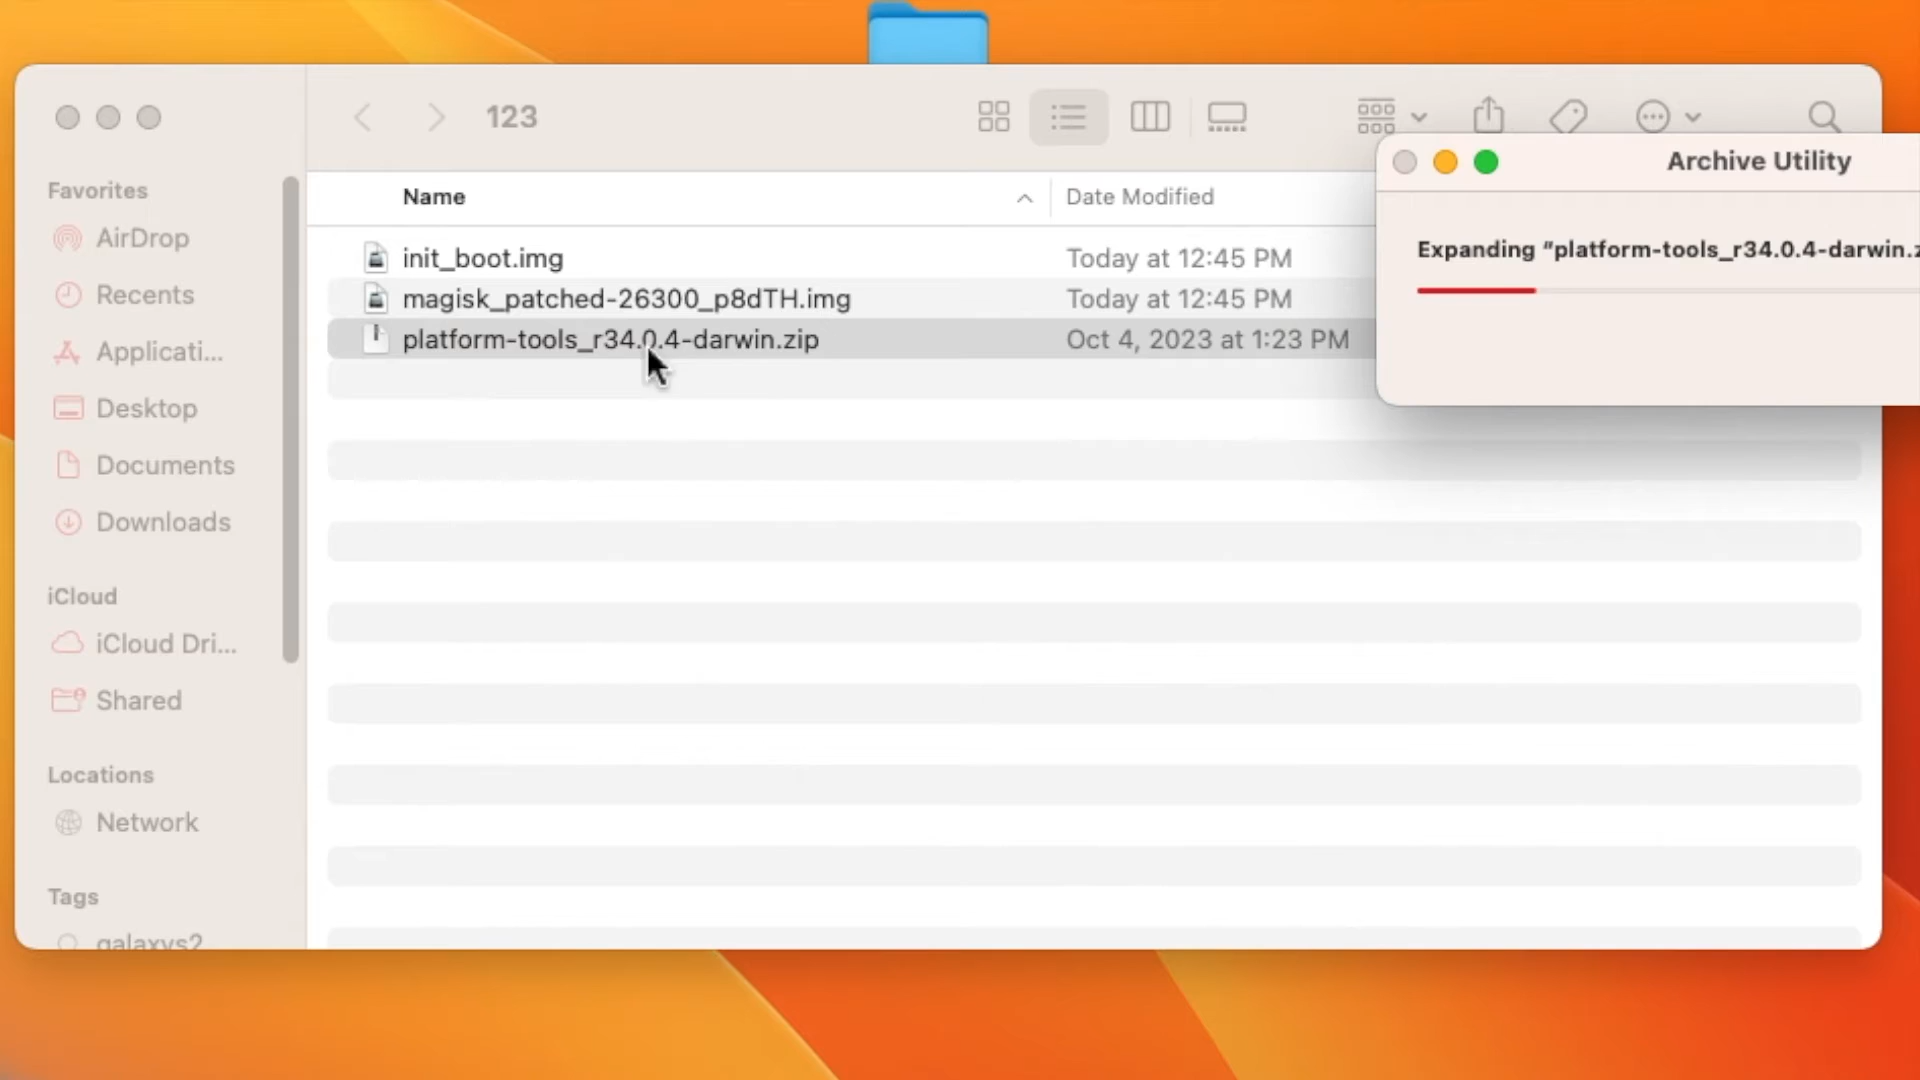 123
Archive Utility
Favorites
AirDrop
Recents
Applicati...
Desktop
Documents
Downloads
iCloud
iCloud Dri...
Shared
Locations
Network
Tags
galaxys2
Name
Date Modified
init_boot.img
Today at 12:45 PM
magisk_patched-26300_p8dTH.img
Today at 12:45 PM
platform-tools_r34.0.4-darwin.zip
Oct 4, 2023 at 1:23 PM
Expanding “platform-tools_r34.0.4-darwin.z